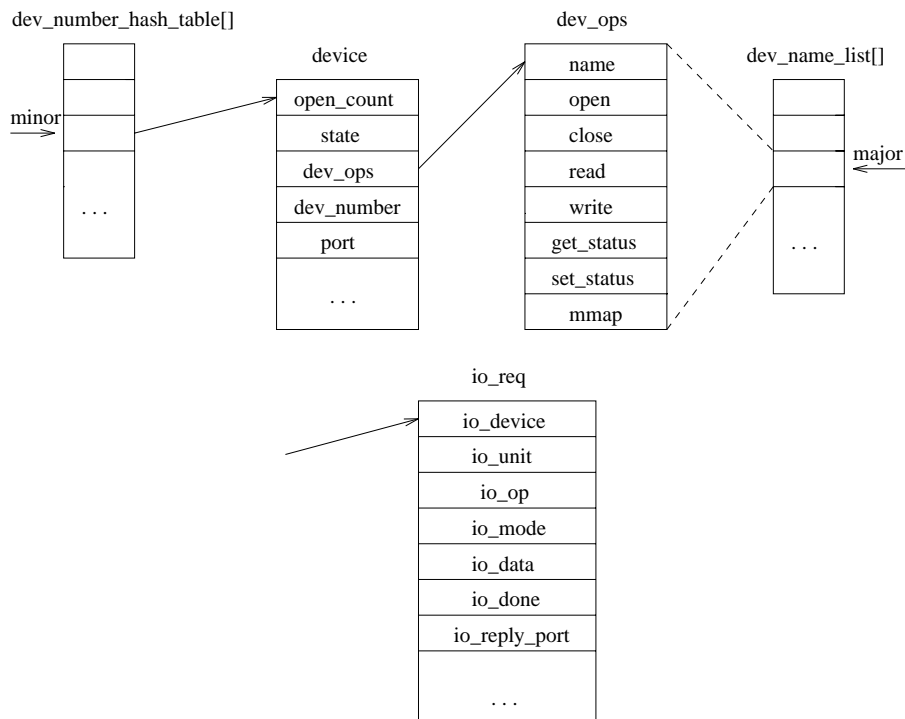 dev_number_hash_table[]
minor
. . .
device
open_count
state
dev_ops
dev_number
port
. . .
dev_ops
name
open
close
read
write
get_status
set_status
mmap
dev_name_list[]
major
. . .
io_req
io_device
io_unit
io_op
io_mode
io_data
io_done
io_reply_port
. . .